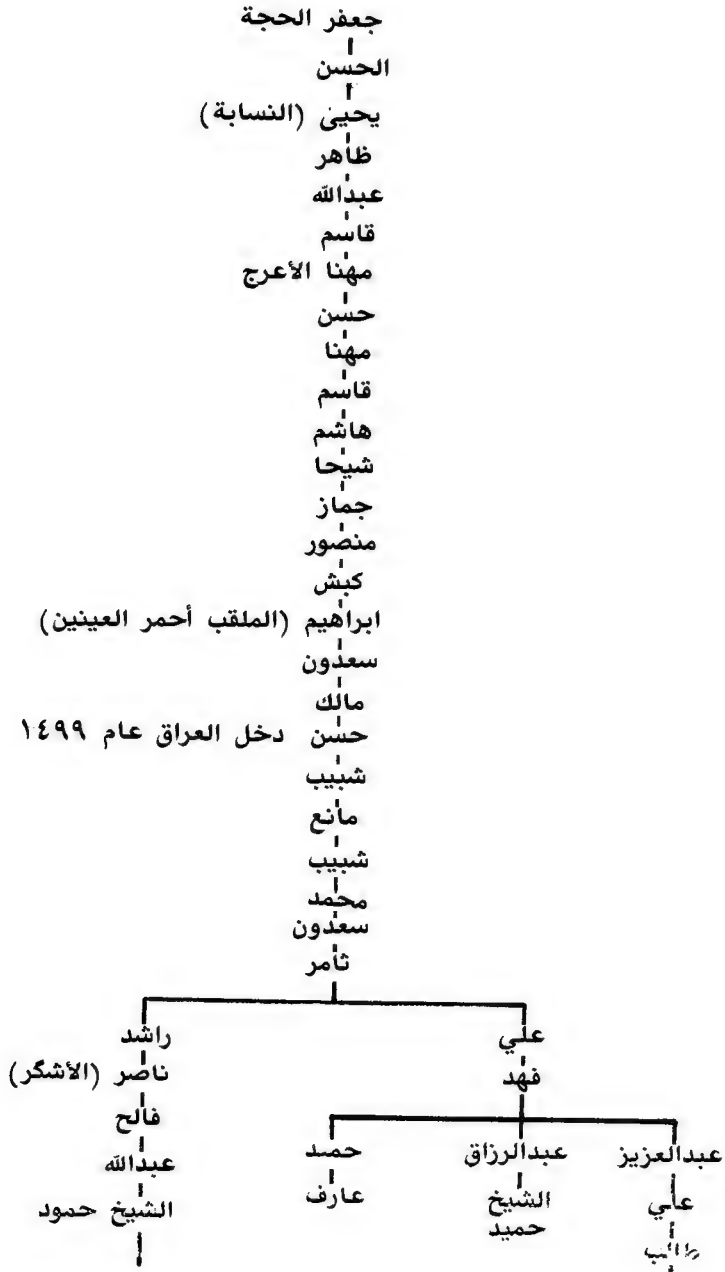 جعفر الحجة
الحسن
يحيى (النسابة)
ظاهر
عبدالله
قاسم
مهنا الأعرج
حسن
مهنا
قاسم
هاشم
شيحا
جماز
منصور
كبش
ابراهيم (الملقب أحمر العينين)
سعدون
مالك
حسن دخل العراق عام ١٤٩٩
شبيب
مانع
شبيب
محمد
سعدون
ثامر
علي راشد
فهد ناصر (الأشگر)
فالح
عبدالعزيز عبدالرزاق حمد عبدالله
علي الشيخ عارف الشيخ حمود
حميد
طالب